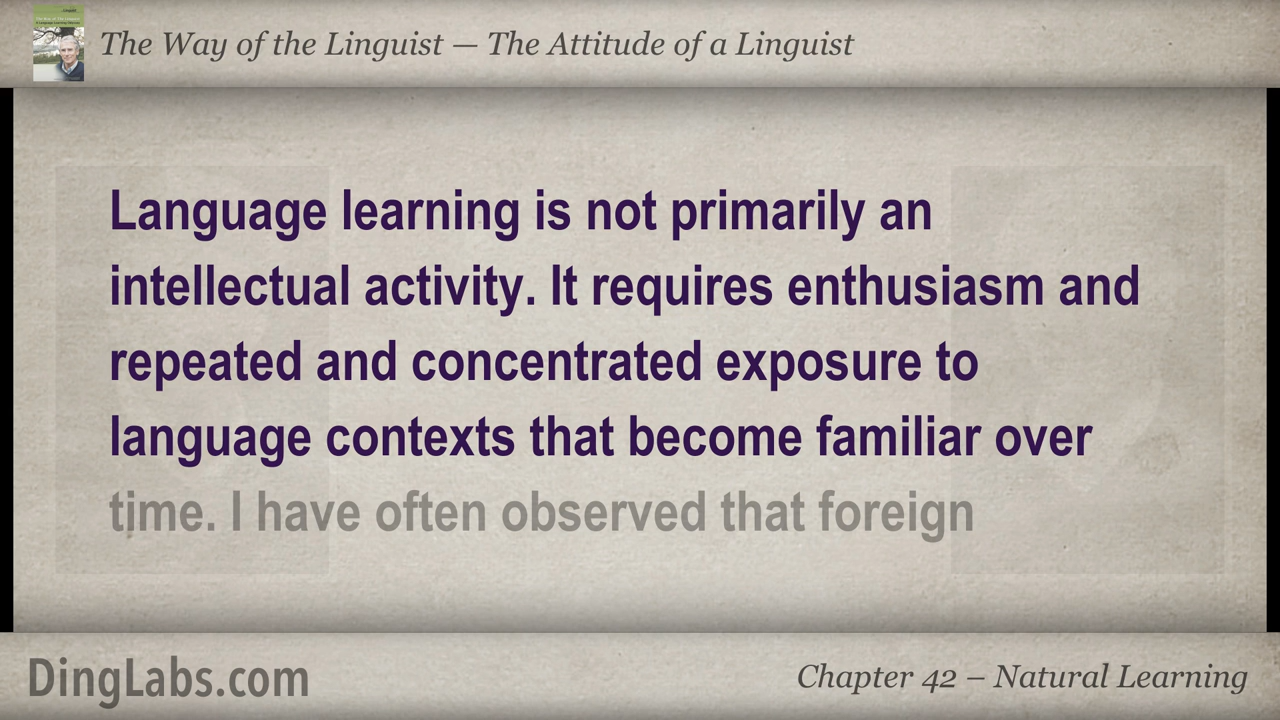 The Way of the Linguist — The Attitude of a Linguist
Language learning is not primarily an
intellectual activity. It requires enthusiasm and
repeated and concentrated exposure to
language contexts that become familiar over
time. I have often observed that foreign
DingLabs.com
Chapter 42 – Natural Learning